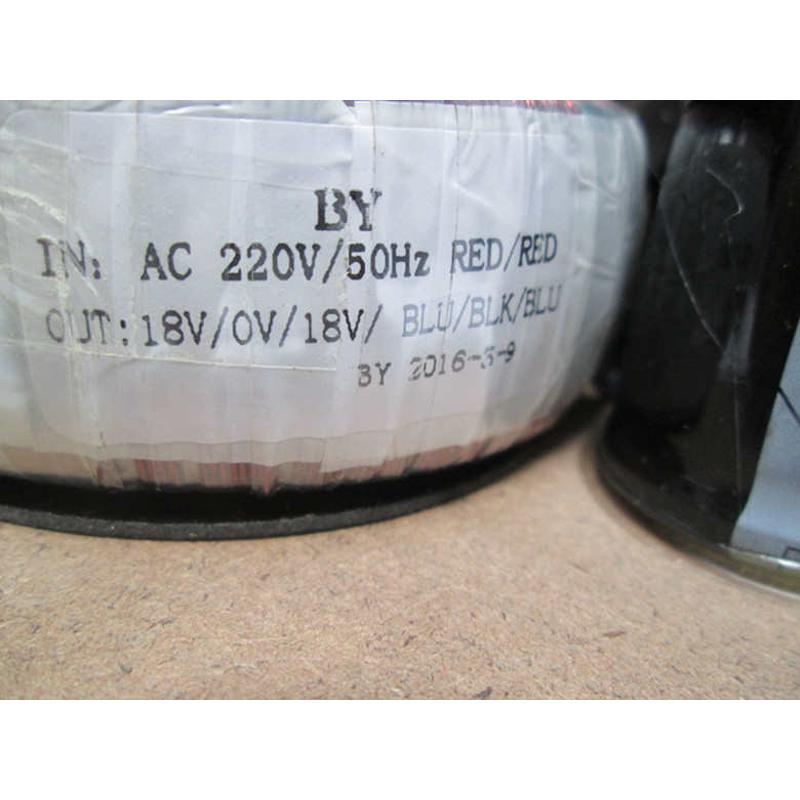 BY
IN: AC 220V/50Hz RED/RED
OUT:18V/0V/18V/ BLU/BLK/BLU
BY 2016-5-9